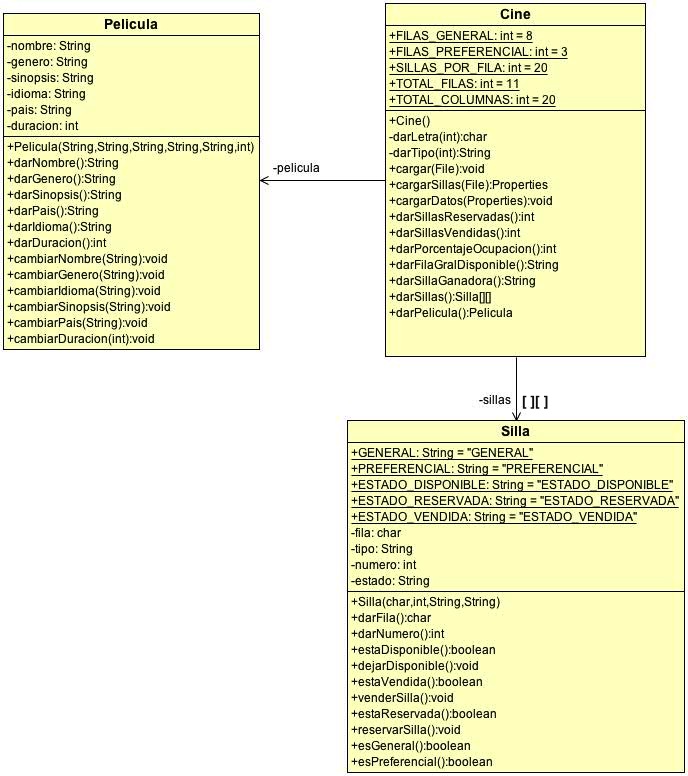 Pelicula
-nombre: String
-genero: String
-sinopsis: String
-idioma: String
-pais: String
-duracion: int
+Pelicula(String,String,String,String,String,int)
+darNombre():String
+darGenero():String
+darSinopsis():String
+darPais():String
+darIdioma():String
+darDuracion():int
+cambiarNombre(String):void
+cambiarGenero(String):void
+cambiarIdioma(String):void
+cambiarSinopsis(String):void
+cambiarPais(String):void
+cambiarDuracion(int):void
-pelicula
Cine
+FILAS_GENERAL: int = 8
+FILAS_PREFERENCIAL: int = 3
+SILLAS_POR_FILA: int = 20
+TOTAL_FILAS: int = 11
+TOTAL_COLUMNAS: int = 20
+Cine()
-darLetra(int):char
-darTipo(int):String
+cargar(File):void
+cargarSillas(File):Properties
+cargarDatos(Properties):void
+darSillasReservadas():int
+darSillasVendidas():int
+darPorcentajeOcupacion():int
+darFilaGralDisponible():String
+darSillaGanadora():String
+darSillas():Silla[][]
+darPelicula():Pelicula
-sillas [ ][ ]
Silla
+GENERAL: String = "GENERAL"
+PREFERENCIAL: String = "PREFERENCIAL"
+ESTADO_DISPONIBLE: String = "ESTADO_DISPONIBLE"
+ESTADO_RESERVADA: String = "ESTADO_RESERVADA"
+ESTADO_VENDIDA: String = "ESTADO_VENDIDA"
-fila: char
-tipo: String
-numero: int
-estado: String
+Silla(char,int,String,String)
+darFila():char
+darNumero():int
+estaDisponible():boolean
+dejarDisponible():void
+estaVendida():boolean
+venderSilla():void
+estaReservada():boolean
+reservarSilla():void
+esGeneral():boolean
+esPreferencial():boolean